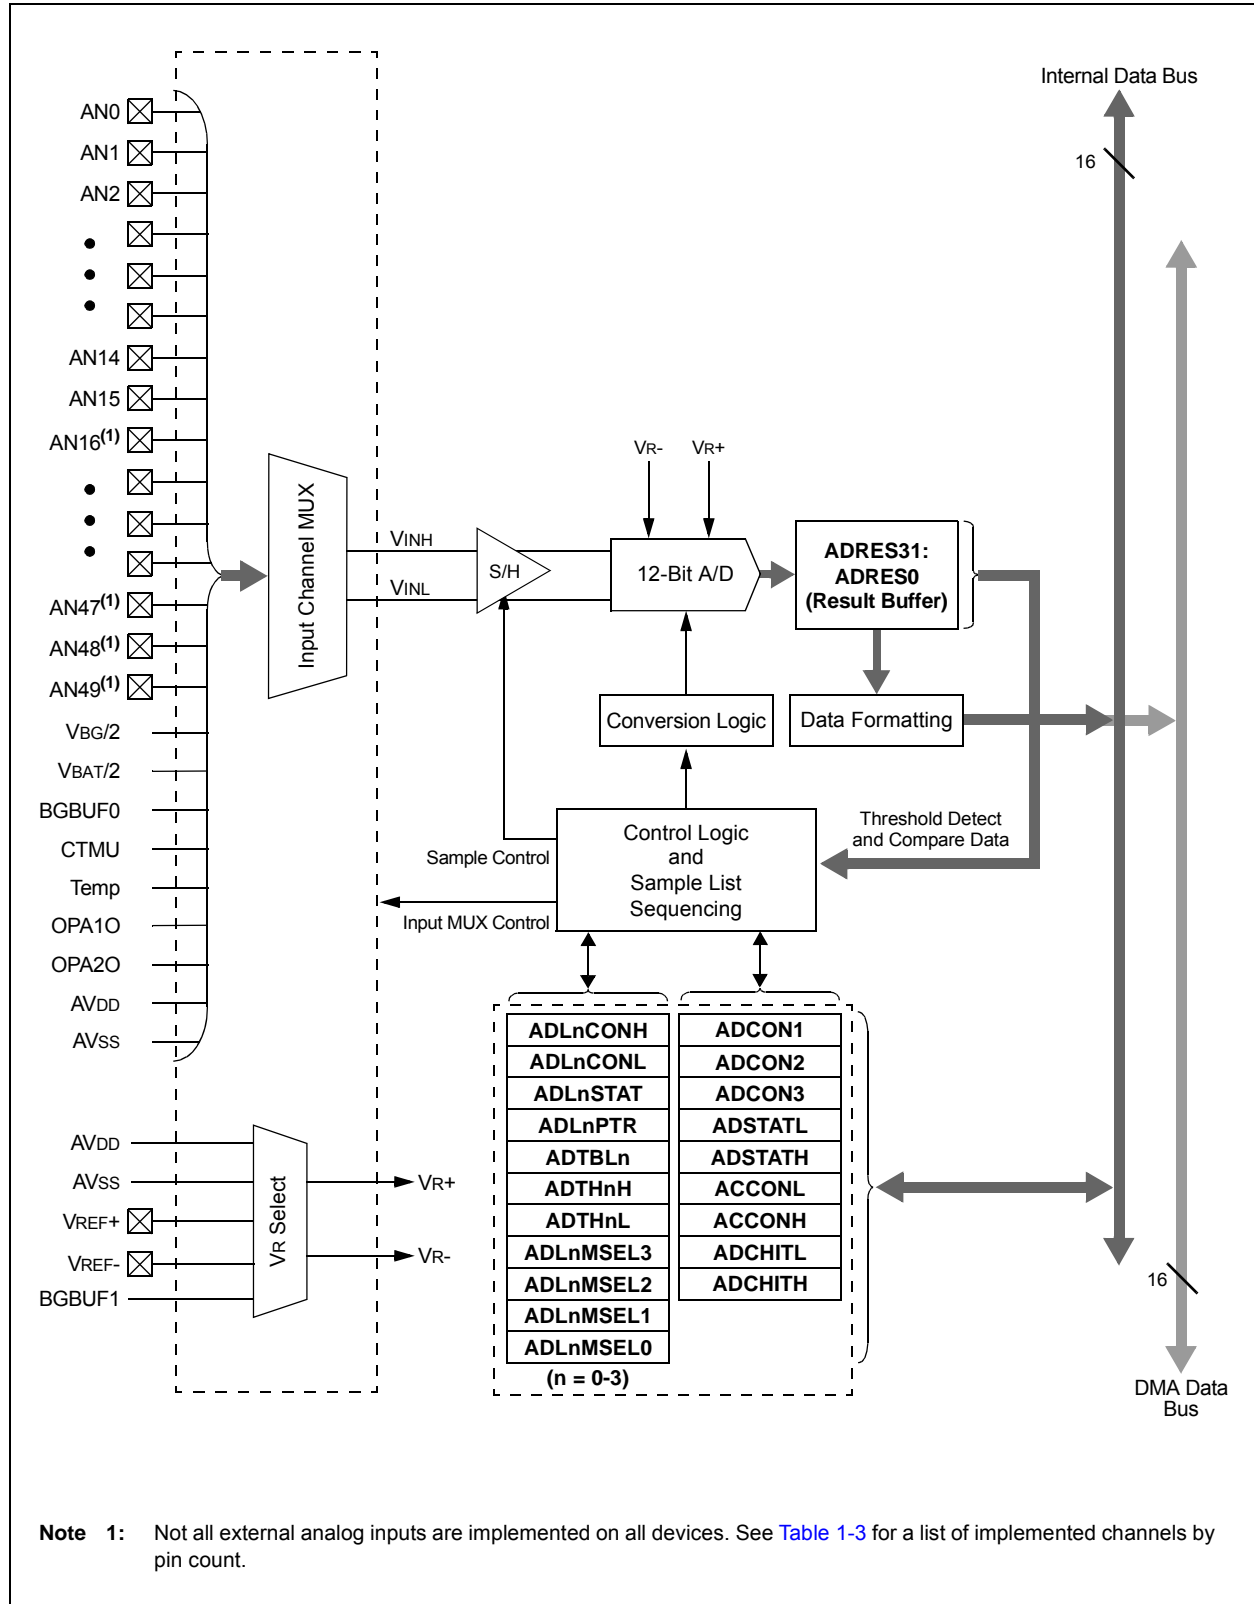 Internal Data Bus
16
AN0
AN1
AN2
AN14
AN15
AN16(1)
AN47(1)
AN48(1)
AN49(1)
VBG/2
VBAT/2
BGBUF0
CTMU
Temp
OPA1O
OPA2O
AVDD
AVSS
Input Channel MUX
VINH
VINL
S/H
VR-
VR+
12-Bit A/D
ADRES31:
ADRES0
(Result Buffer)
Conversion Logic
Data Formatting
Threshold Detect
and Compare Data
Control Logic
and
Sample List
Sequencing
Sample Control
Input MUX Control
ADLnCONH
ADLnCONL
ADLnSTAT
ADLnPTR
ADTBLn
ADTHnH
ADTHnL
ADLnMSEL3
ADLnMSEL2
ADLnMSEL1
ADLnMSEL0
(n = 0-3)
ADCON1
ADCON2
ADCON3
ADSTATL
ADSTATH
ACCONL
ACCONH
ADCHITL
ADCHITH
AVDD
AVSS
VREF+
VREF-
BGBUF1
VR Select
VR+
VR-
16
DMA Data
Bus
Note 1: Not all external analog inputs are implemented on all devices. See Table 1-3 for a list of implemented channels by
pin count.